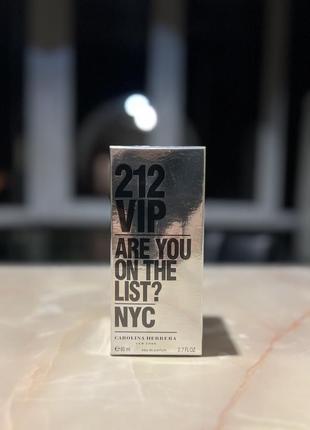 212
VIP
ARE YOU
ON THE
LIST?
NYC
CAROLINA HERRERA
NEW YORK
℮80 ml eau de parfum 2.7 FL.OZ